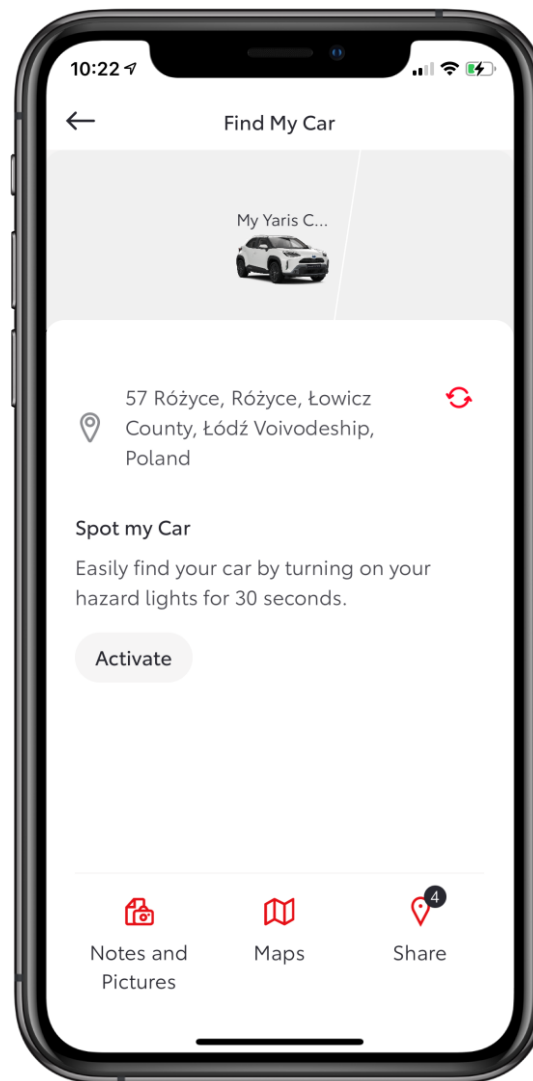 10:22
Find My Car
My Yaris C...
57 Różyce, Różyce, Łowicz
County, Łódź Voivodeship,
Poland
Spot my Car
Easily find your car by turning on your
hazard lights for 30 seconds.
Activate
4
Notes and
Pictures
Maps
Share